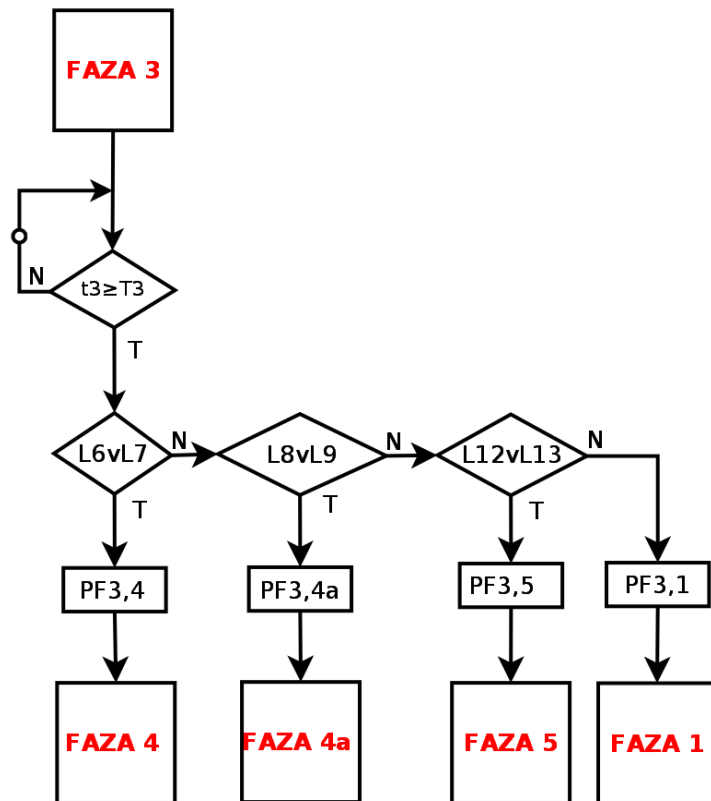 FAZA 3
N
t3≥T3
T
L6vL7
N
L8vL9
N
L12vL13
N
T
T
T
PF3,4
PF3,4a
PF3,5
PF3,1
FAZA 4
FAZA 4a
FAZA 5
FAZA 1